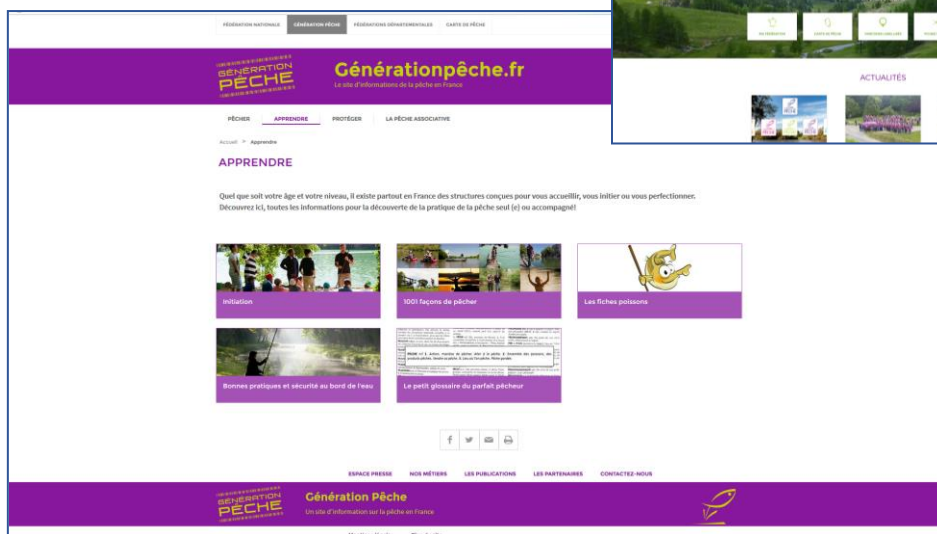 FÉDÉRATION NATIONALE GÉNÉRATION PÊCHE FÉDÉRATIONS DÉPARTEMENTALES CARTE DE PÊCHE
GÉNÉRATION
PÊCHE
Générationpêche.fr
Le site d'informations de la pêche en France
PÊCHER APPRENDRE PROTÉGER LA PÊCHE ASSOCIATIVE
Accueil > Apprendre
APPRENDRE
Quel que soit votre âge et votre niveau, il existe partout en France des structures conçues pour vous accueillir, vous initier ou vous perfectionner.
Découvrez ici, toutes les informations pour la découverte de la pratique de la pêche seul (e) ou accompagné!
Initiation
1001 façons de pêcher
Les fiches poissons
Bonnes pratiques et sécurité au bord de l'eau
Le petit glossaire du parfait pêcheur
ESPACE PRESSE NOS MÉTIERS LES PUBLICATIONS LES PARTENAIRES CONTACTEZ-NOUS
GÉNÉRATION
PÊCHE
Génération Pêche
Un site d'information sur la pêche en France
MA FÉDÉRATION CARTE DE PÊCHE
ACTUALITÉS